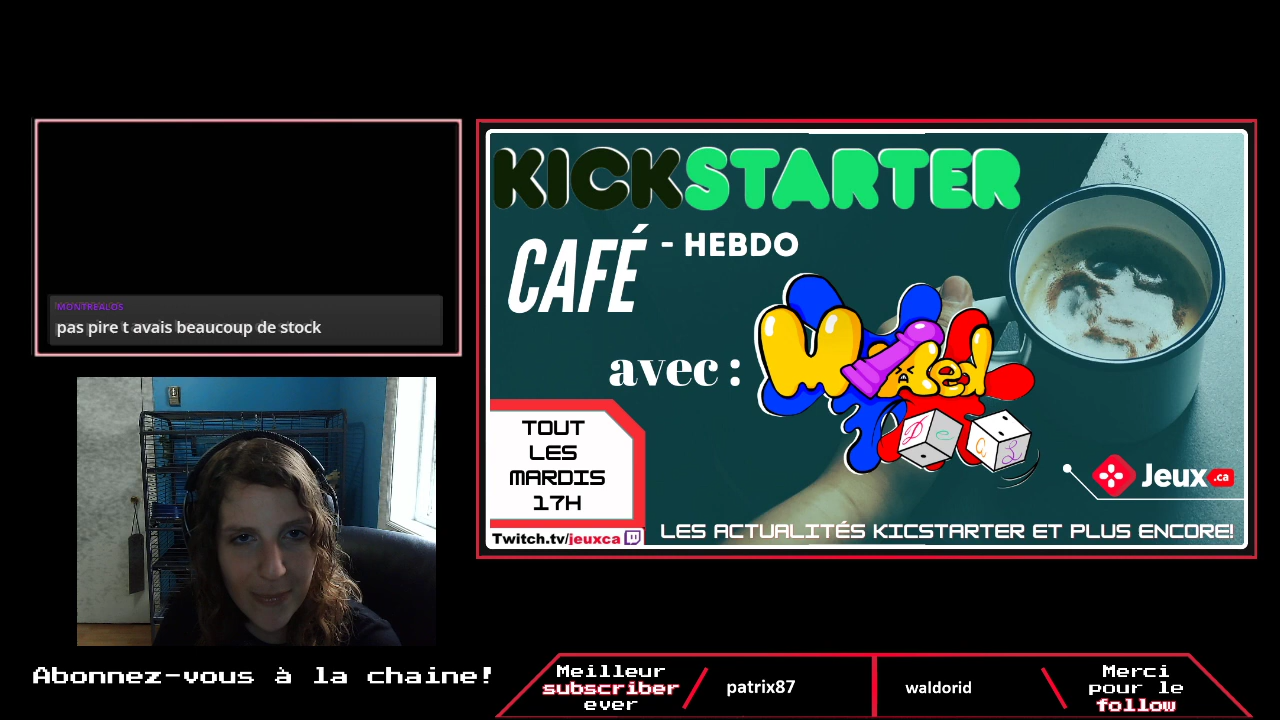 MONTREALOS
pas pire t avais beaucoup de stock
KICKSTARTER
CAFÉ - HEBDO
avec :
Mixed
TOUT
LES
MARDIS
17H
Twitch.tv/jeuxca
Jeux.ca
LES ACTUALITÉS KICSTARTER ET PLUS ENCORE!
Abonnez-vous à la chaine!
Meilleur
subscriber
ever
patrix87
waldorid
Merci
pour le
follow